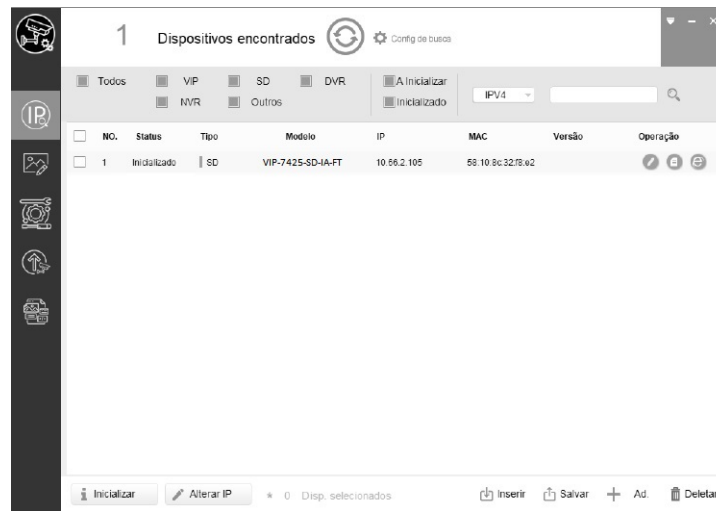 1 Dispositivos encontrados Config de busca
Todos VIP SD DVR A Inicializar
NVR Outros Inicializado IPV4
NO. Status Tipo Modelo IP MAC Versão Operação
1 Inicializado SD VIP-7425-SD-IA-FT 10.66.2.105 58:10:8c:32:f8:e2
Inicializar Alterar IP 0 Disp. selecionados Inserir Salvar Ad. Deletar
IP